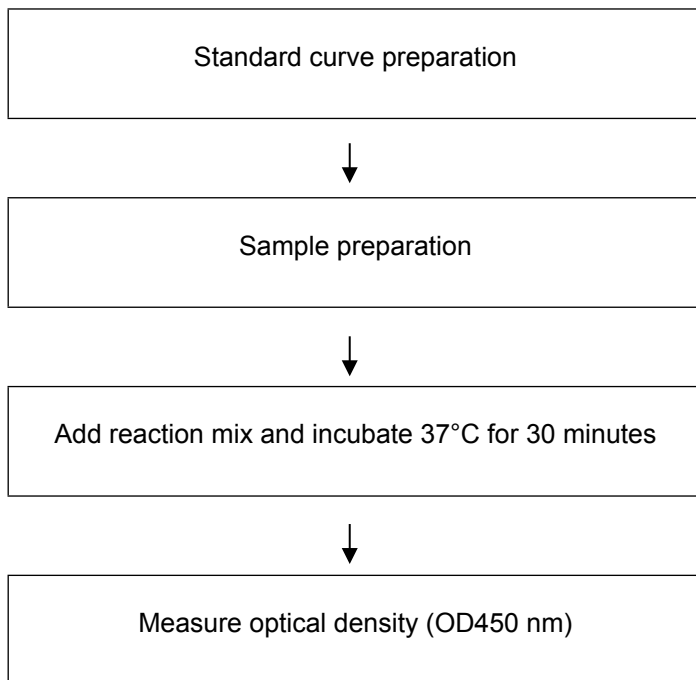 Standard curve preparation
Sample preparation
Add reaction mix and incubate 37°C for 30 minutes
Measure optical density (OD450 nm)